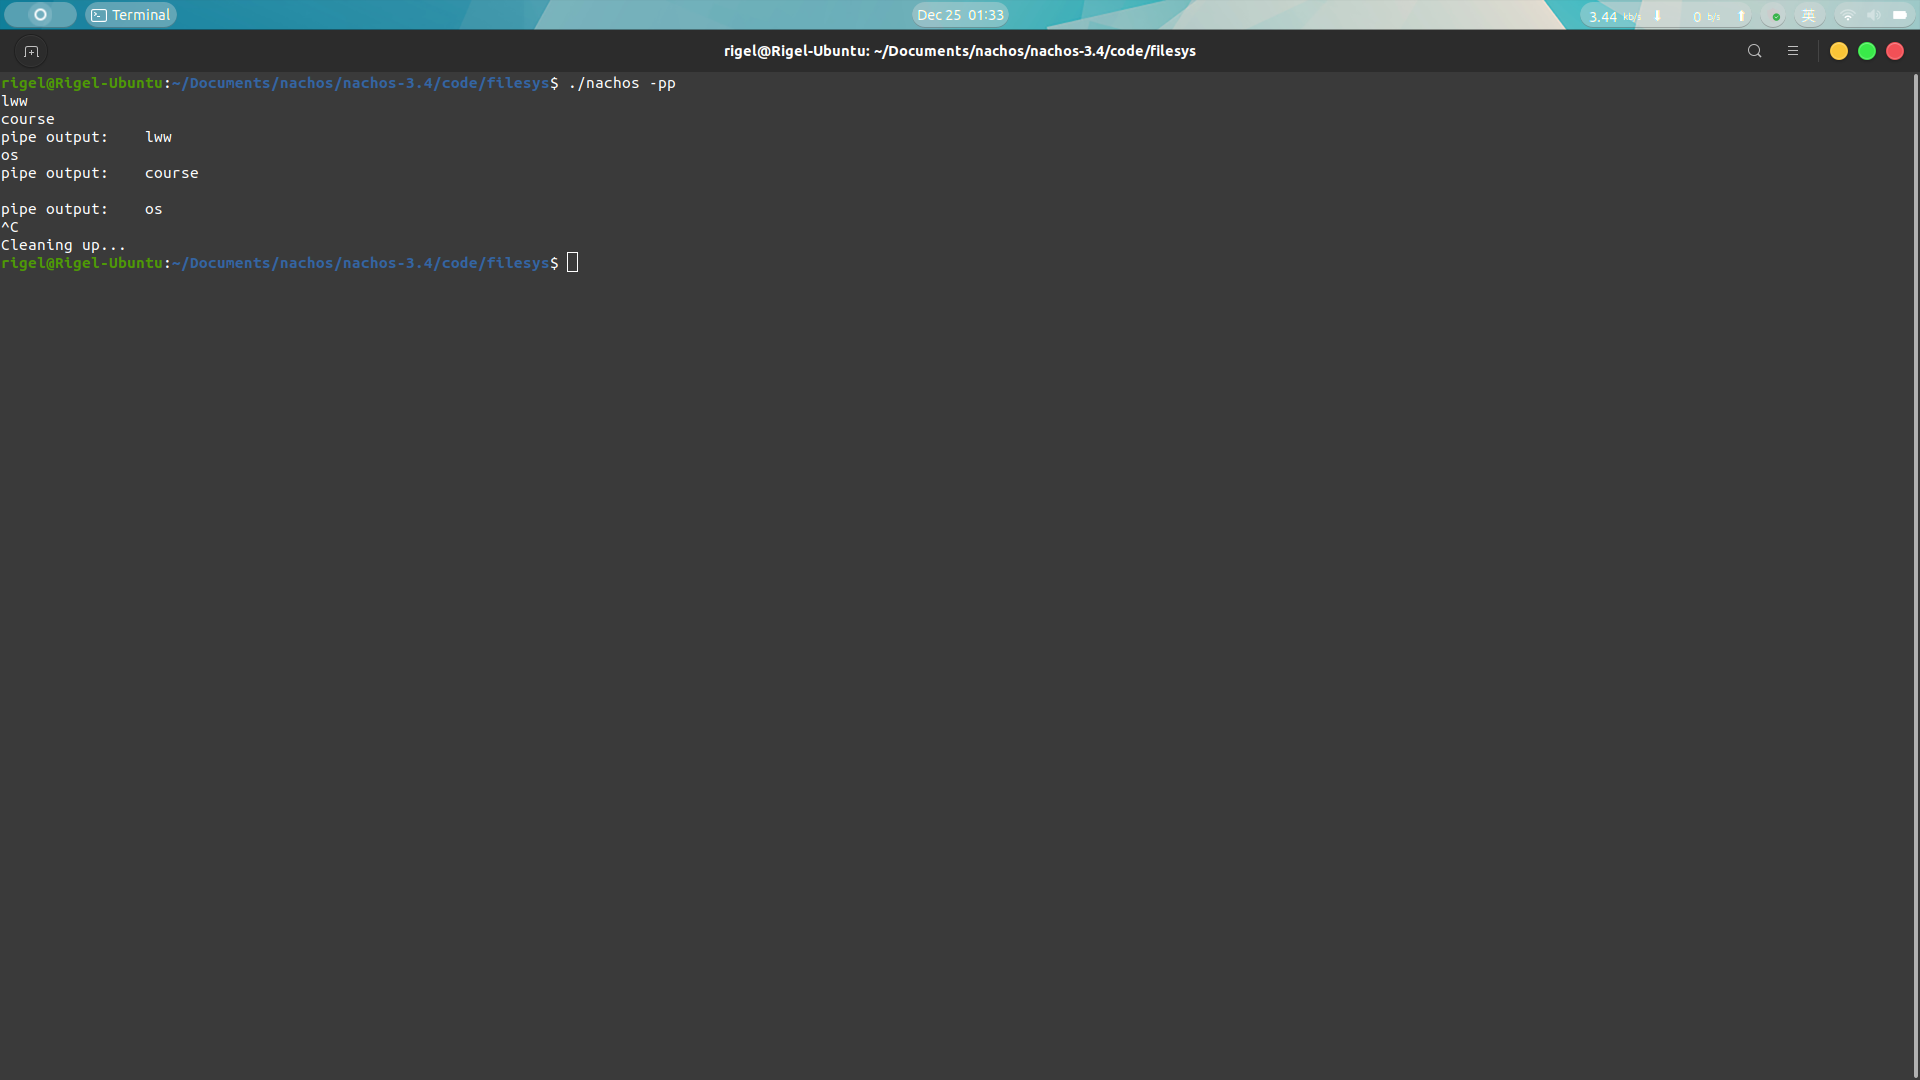 Terminal
Dec 25 01:33
3.44 kb/s 0 b/s 英
rigel@Rigel-Ubuntu: ~/Documents/nachos/nachos-3.4/code/filesys
rigel@Rigel-Ubuntu:~/Documents/nachos/nachos-3.4/code/filesys$ ./nachos -pp
lww
course
pipe output:    lww
os
pipe output:    course

pipe output:    os
^C
Cleaning up...
rigel@Rigel-Ubuntu:~/Documents/nachos/nachos-3.4/code/filesys$